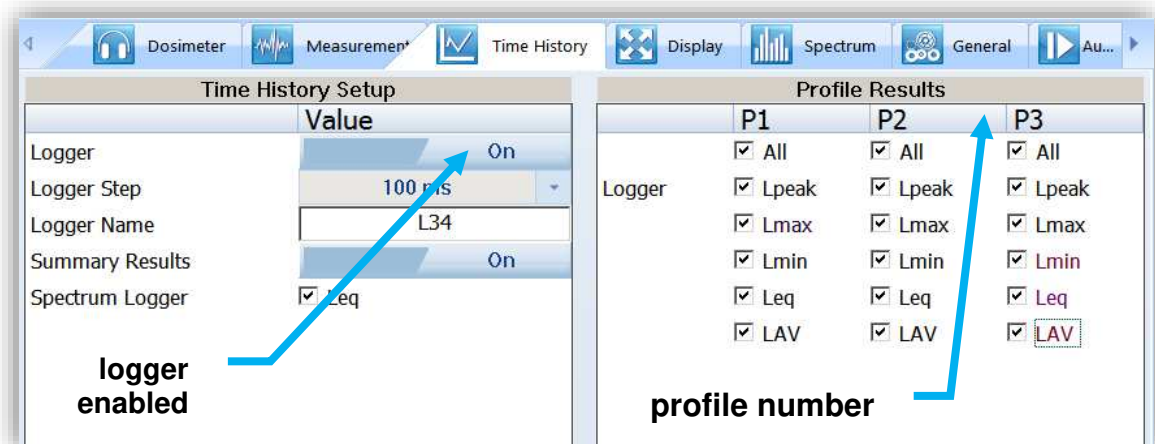 Dosimeter Measurement Time History Display Spectrum General Au...
Time History Setup
Value
Logger On
Logger Step 100 ms
Logger Name L34
Summary Results On
Spectrum Logger Leq
logger
enabled
Profile Results
P1 P2 P3
All All All
Logger Lpeak Lpeak Lpeak
Lmax Lmax Lmax
Lmin Lmin Lmin
Leq Leq Leq
LAV LAV LAV
profile number